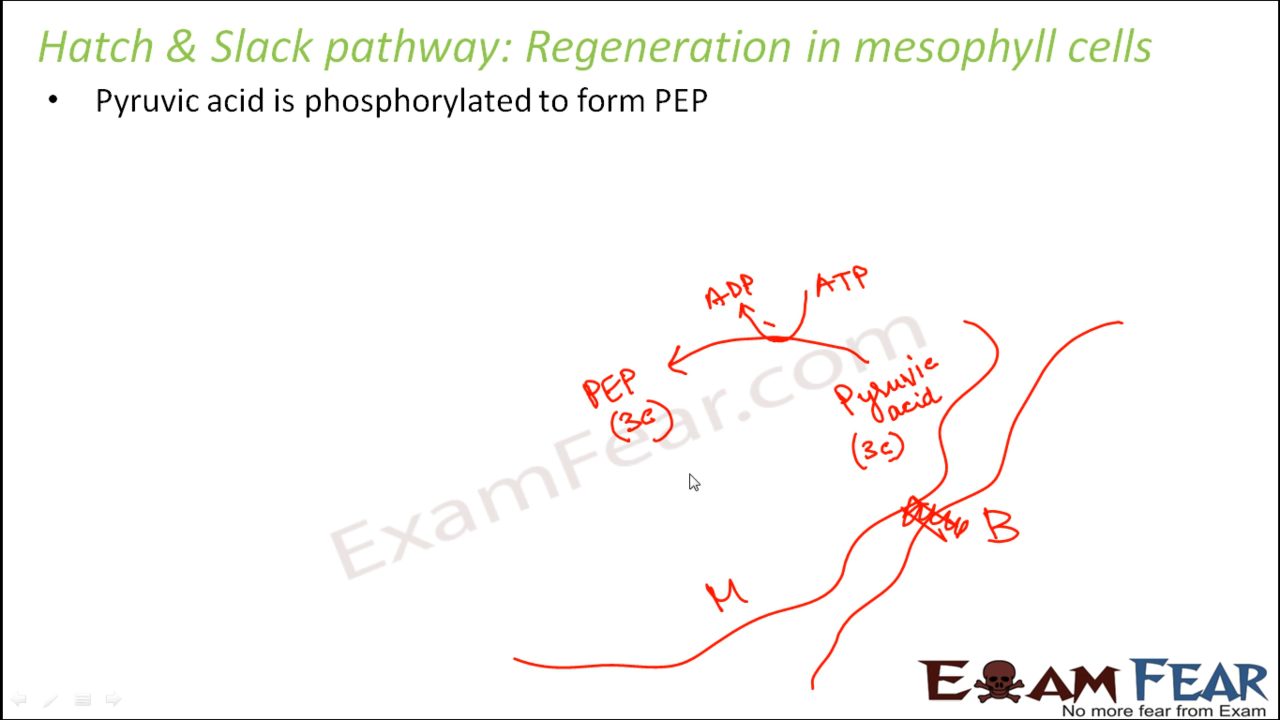 Hatch & Slack pathway: Regeneration in mesophyll cells
• Pyruvic acid is phosphorylated to form PEP
ADP
ATP
PEP
(3C)
Pyruvic
acid
(3C)
B
M
ExamFear.com
EXAM FEAR
No more fear from Exam